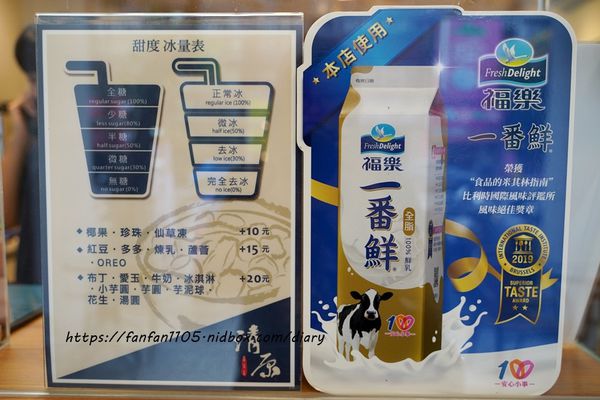 甜度 冰量表
全糖
regular sugar(100%)
少糖
less sugar(80%)
半糖
half sugar(50%)
微糖
quarter sugar(30%)
無糖
no sugar(0%)
正常冰
regular ice (100%)
微冰
half ice(50%)
去冰
low ice(30%)
完全去冰
no ice(0%)
椰果·珍珠·仙草凍 +10元
紅豆·多多·煉乳·蘆薈 +15元
·OREO
布丁·愛玉·牛奶·冰淇淋 +20元
·小芋圓·芋圓·芋泥球·
花生·湯圓
清原
https://fanfan1105.nidbox.com/diary
本店使用
FreshDelight
福樂
一番鮮
全脂
100% 鮮乳
100
安心小事
FreshDelight
福樂
一番鮮
榮獲
“食品的米其林指南”
比利時國際風味評鑑所
風味絕佳獎章
INTERNATIONAL TASTE INSTITUTE
2019
BRUSSELS
SUPERIOR
TASTE
AWARD
100
安心小事